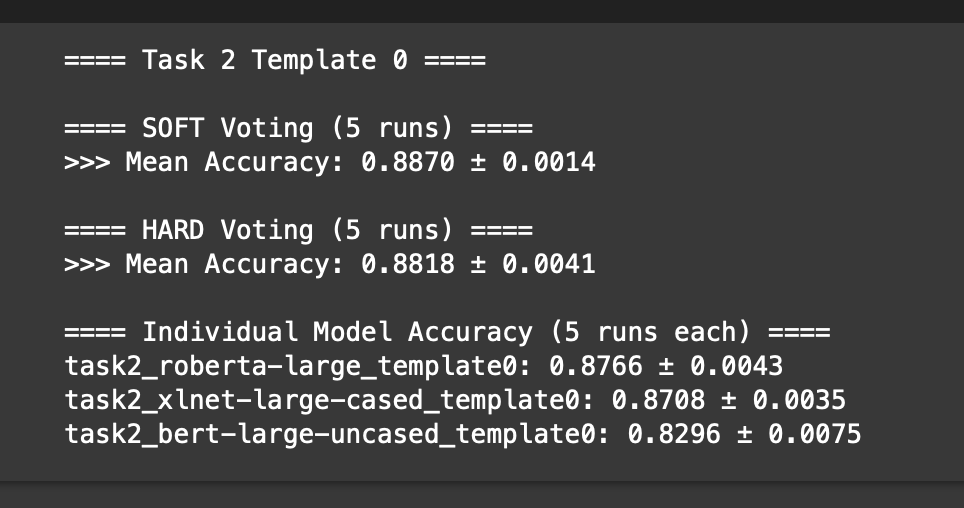 ==== Task 2 Template 0 ====
==== SOFT Voting (5 runs) ====
>>> Mean Accuracy: 0.8870 ± 0.0014
==== HARD Voting (5 runs) ====
>>> Mean Accuracy: 0.8818 ± 0.0041
==== Individual Model Accuracy (5 runs each) ====
task2_roberta-large_template0: 0.8766 ± 0.0043
task2_xlnet-large-cased_template0: 0.8708 ± 0.0035
task2_bert-large-uncased_template0: 0.8296 ± 0.0075